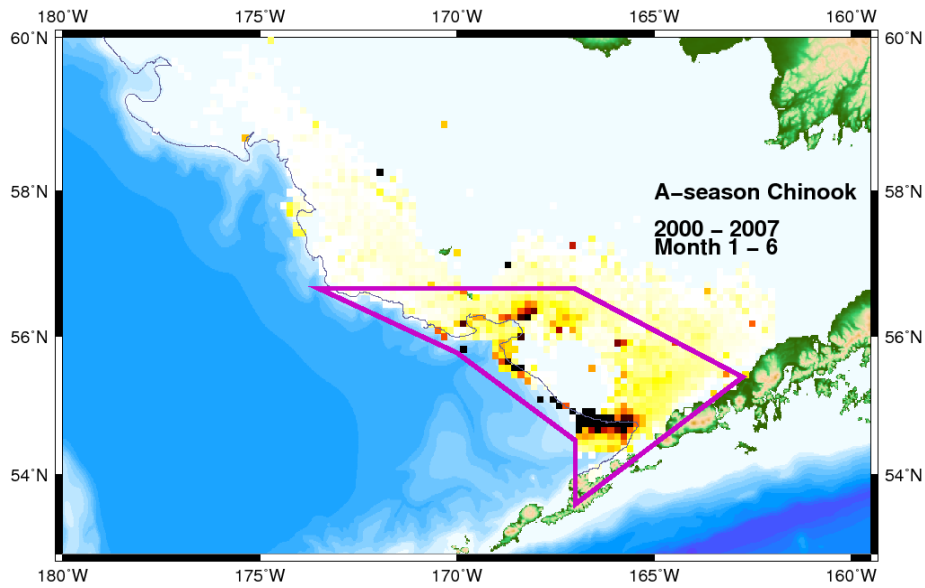 180˚W 175˚W 170˚W 165˚W 160˚W
60˚N 60˚N
58˚N 58˚N
A−season Chinook
2000 − 2007
Month 1 − 6
56˚N 56˚N
54˚N 54˚N
180˚W 175˚W 170˚W 165˚W 160˚W